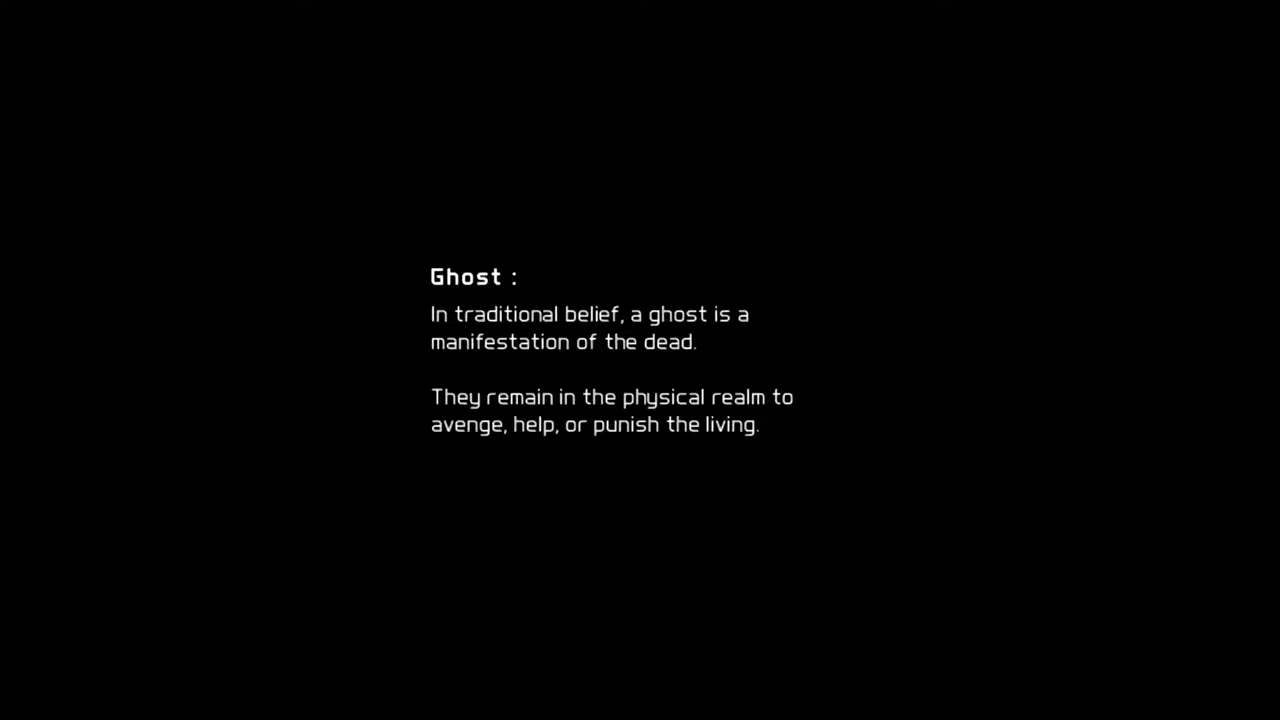 Ghost :
In traditional belief, a ghost is a
manifestation of the dead.
They remain in the physical realm to
avenge, help, or punish the living.